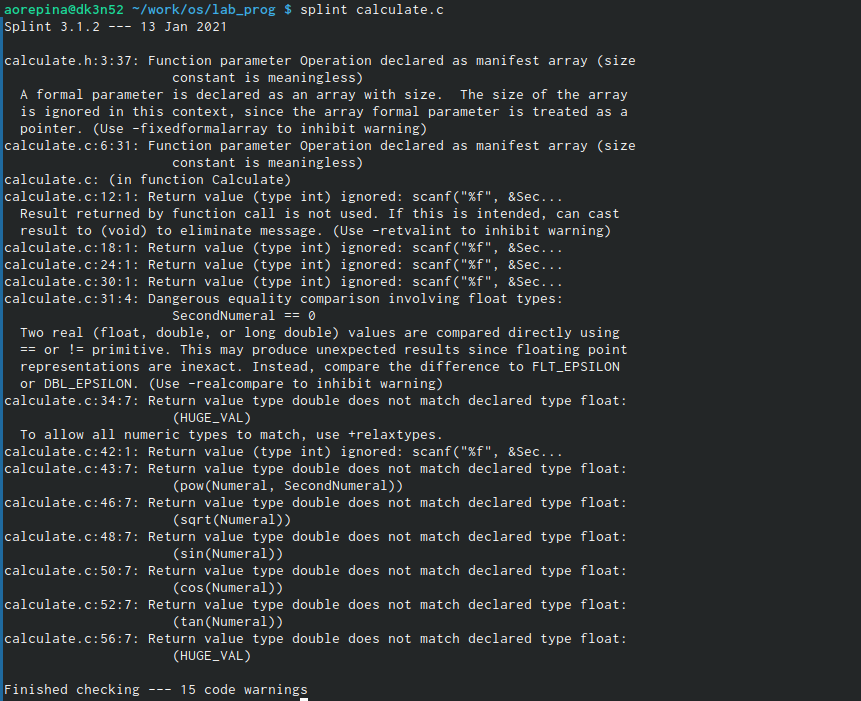 aorepina@dk3n52 ~/work/os/lab_prog $ splint calculate.c
Splint 3.1.2 --- 13 Jan 2021

calculate.h:3:37: Function parameter Operation declared as manifest array (size
                     constant is meaningless)
  A formal parameter is declared as an array with size.  The size of the array
  is ignored in this context, since the array formal parameter is treated as a
  pointer. (Use -fixedformalarray to inhibit warning)
calculate.c:6:31: Function parameter Operation declared as manifest array (size
                     constant is meaningless)
calculate.c: (in function Calculate)
calculate.c:12:1: Return value (type int) ignored: scanf("%f", &Sec...
  Result returned by function call is not used. If this is intended, can cast
  result to (void) to eliminate message. (Use -retvalint to inhibit warning)
calculate.c:18:1: Return value (type int) ignored: scanf("%f", &Sec...
calculate.c:24:1: Return value (type int) ignored: scanf("%f", &Sec...
calculate.c:30:1: Return value (type int) ignored: scanf("%f", &Sec...
calculate.c:31:4: Dangerous equality comparison involving float types:
                     SecondNumeral == 0
  Two real (float, double, or long double) values are compared directly using
  == or != primitive. This may produce unexpected results since floating point
  representations are inexact. Instead, compare the difference to FLT_EPSILON
  or DBL_EPSILON. (Use -realcompare to inhibit warning)
calculate.c:34:7: Return value type double does not match declared type float:
                     (HUGE_VAL)
  To allow all numeric types to match, use +relaxtypes.
calculate.c:42:1: Return value (type int) ignored: scanf("%f", &Sec...
calculate.c:43:7: Return value type double does not match declared type float:
                     (pow(Numeral, SecondNumeral))
calculate.c:46:7: Return value type double does not match declared type float:
                     (sqrt(Numeral))
calculate.c:48:7: Return value type double does not match declared type float:
                     (sin(Numeral))
calculate.c:50:7: Return value type double does not match declared type float:
                     (cos(Numeral))
calculate.c:52:7: Return value type double does not match declared type float:
                     (tan(Numeral))
calculate.c:56:7: Return value type double does not match declared type float:
                     (HUGE_VAL)

Finished checking --- 15 code warnings